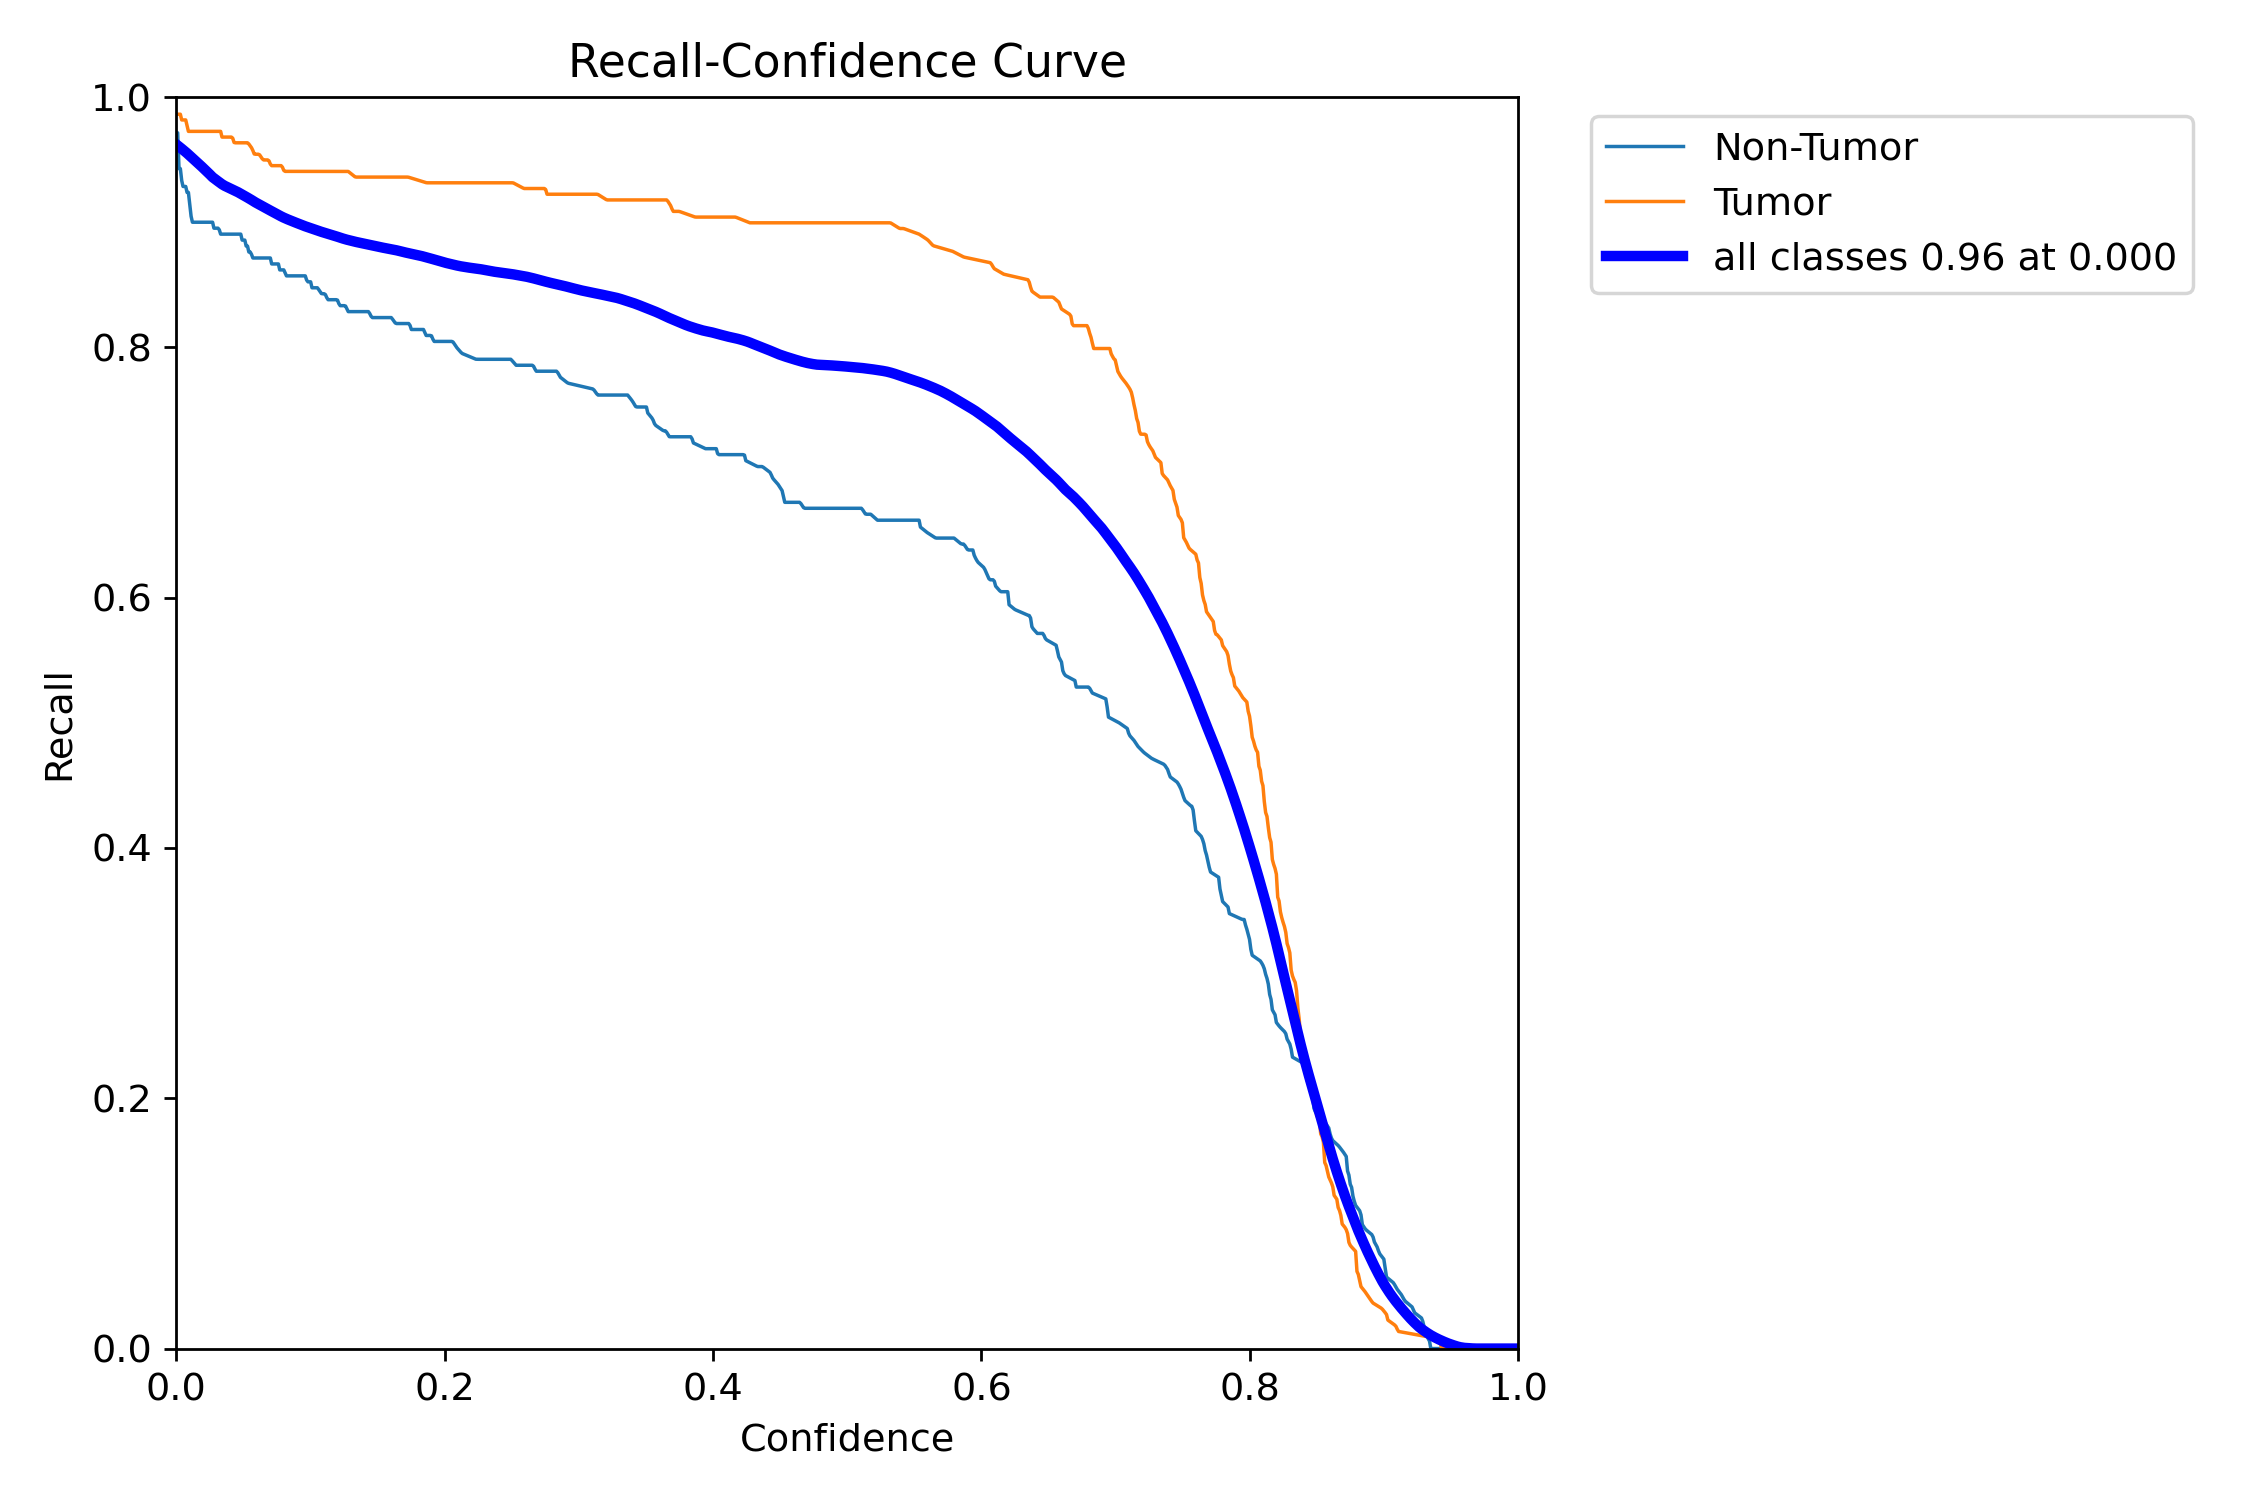 Recall-Confidence Curve
1.0
0.8
0.6
0.4
0.2
0.0
Recall
0.0 0.2 0.4 0.6 0.8 1.0
Confidence
Non-Tumor
Tumor
all classes 0.96 at 0.000